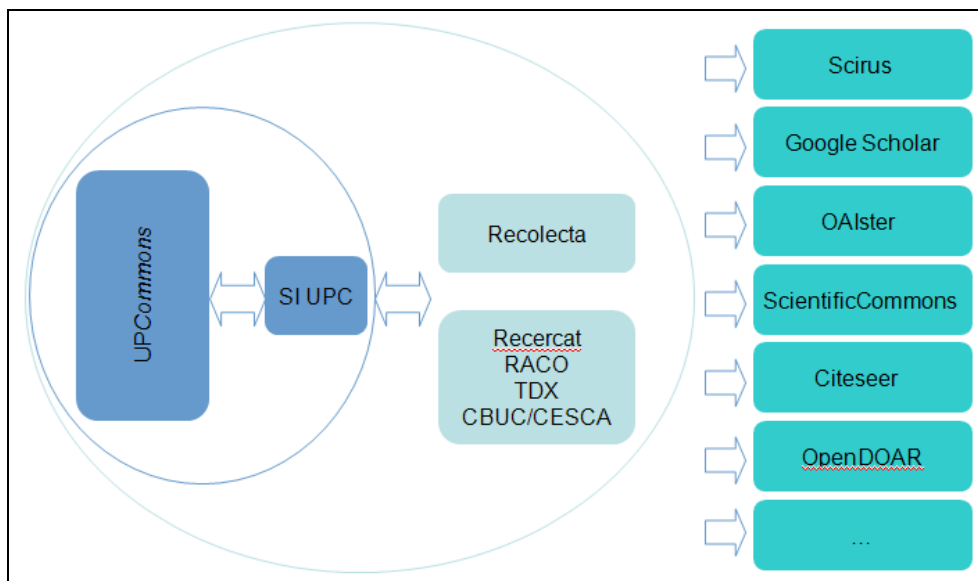 UPCommons
SI UPC
Recolecta
Recercat
RACO
TDX
CBUC/CESCA
Scirus
Google Scholar
OAIster
ScientificCommons
Citeseer
OpenDOAR
...